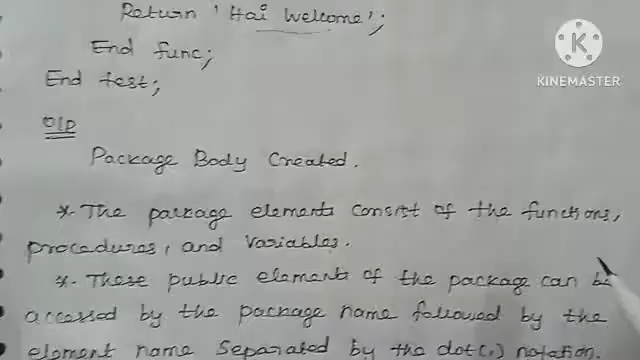 Return 'Hai Welcome';
End func;
End test;
O/P
Package Body Created.
* The package elements consist of the functions,
procedures, and variables.
* These public elements of the package can be
accessed by the package name followed by the
element name separated by the dot(.) notation.
K
KINEMASTER